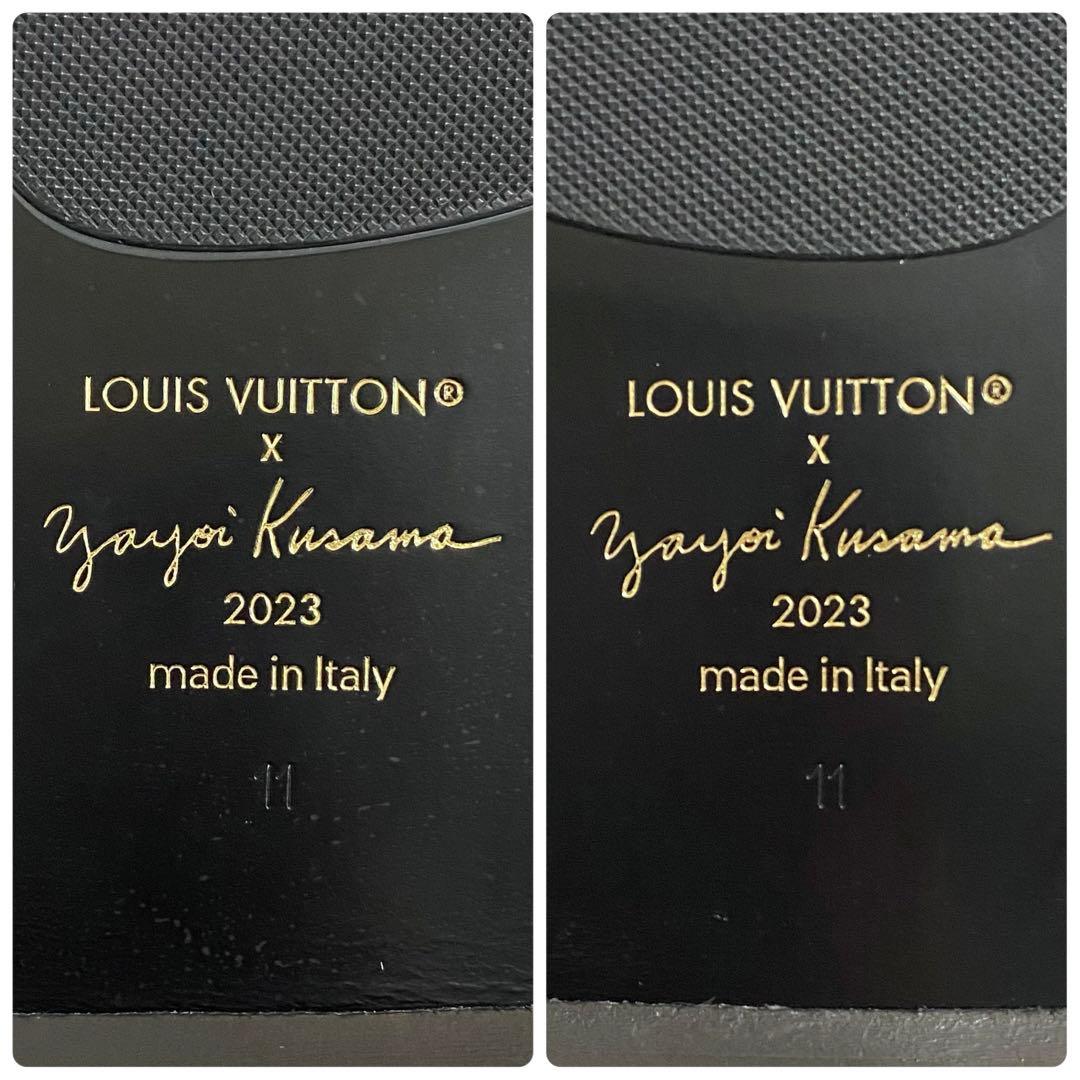 LOUIS VUITTON®
x
Yayoi Kusama
2023
made in Italy
11
LOUIS VUITTON®
x
Yayoi Kusama
2023
made in Italy
11